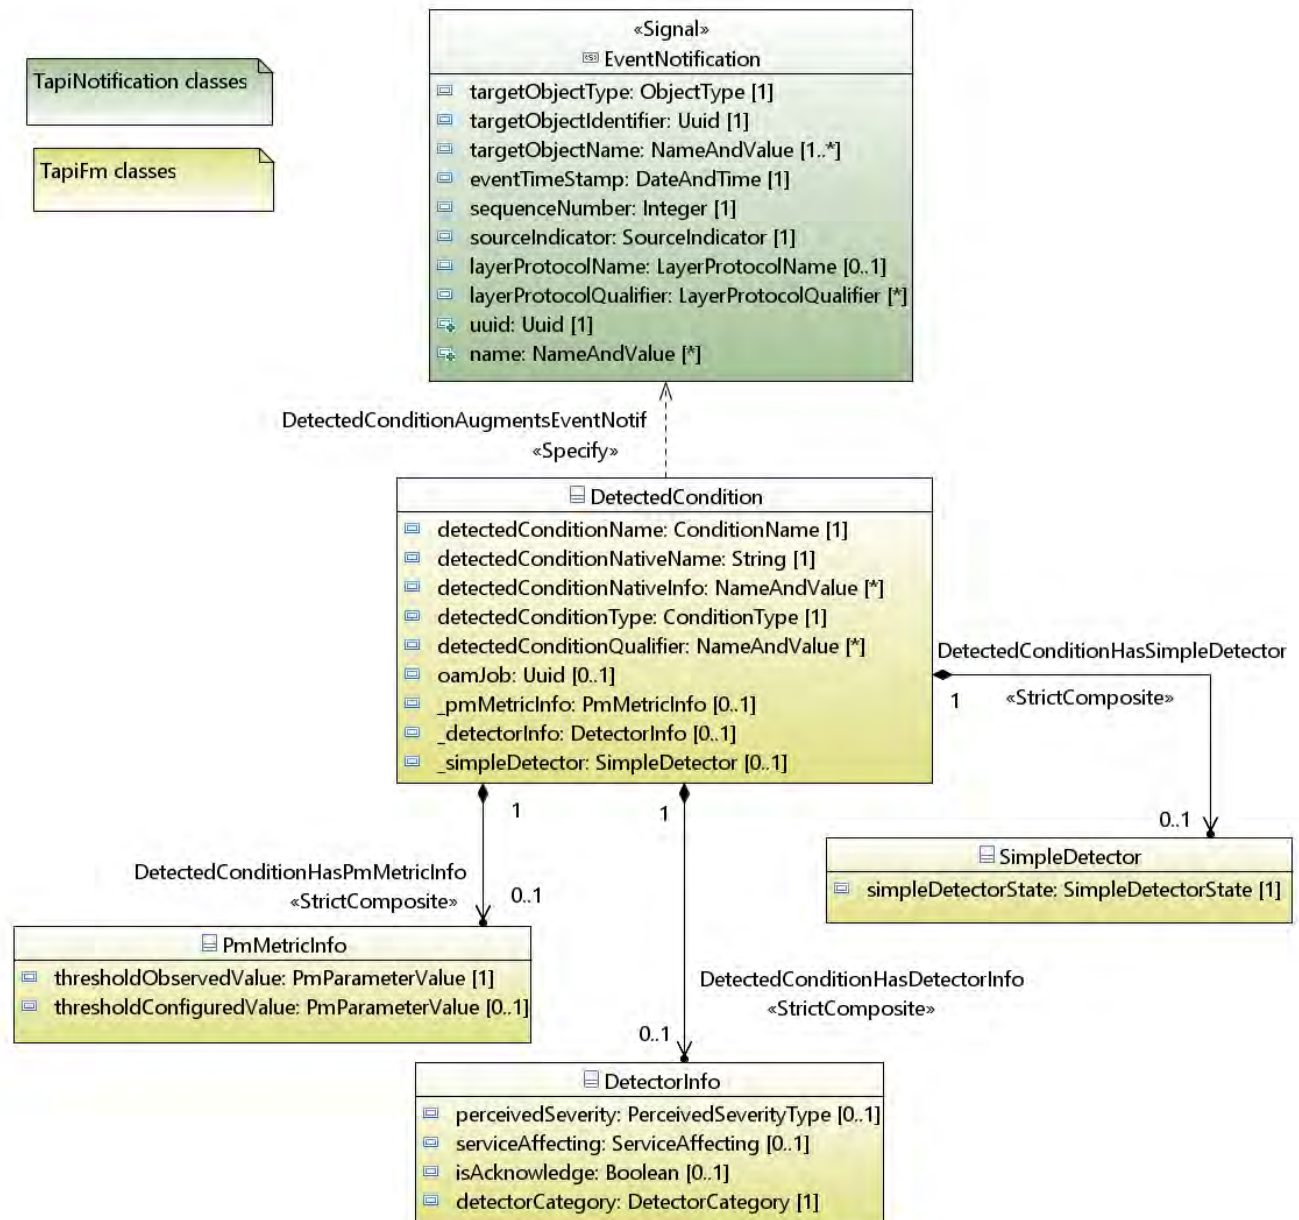 «Signal»
EventNotification
TapiNotification classes
TapiFm classes
targetObjectType: ObjectType [1]
targetObjectIdentifier: Uuid [1]
targetObjectName: NameAndValue [1..*]
eventTimeStamp: DateAndTime [1]
sequenceNumber: Integer [1]
sourceIndicator: SourceIndicator [1]
layerProtocolName: LayerProtocolName [0..1]
layerProtocolQualifier: LayerProtocolQualifier [*]
uuid: Uuid [1]
name: NameAndValue [*]
DetectedConditionAugmentsEventNotif
«Specify»
DetectedCondition
detectedConditionName: ConditionName [1]
detectedConditionNativeName: String [1]
detectedConditionNativeInfo: NameAndValue [*]
detectedConditionType: ConditionType [1]
detectedConditionQualifier: NameAndValue [*]
oamJob: Uuid [0..1]
_pmMetricInfo: PmMetricInfo [0..1]
_detectorInfo: DetectorInfo [0..1]
_simpleDetector: SimpleDetector [0..1]
DetectedConditionHasSimpleDetector
1
«StrictComposite»
0..1
SimpleDetector
simpleDetectorState: SimpleDetectorState [1]
1
DetectedConditionHasPmMetricInfo
«StrictComposite»
0..1
PmMetricInfo
thresholdObservedValue: PmParameterValue [1]
thresholdConfiguredValue: PmParameterValue [0..1]
1
DetectedConditionHasDetectorInfo
«StrictComposite»
0..1
DetectorInfo
perceivedSeverity: PerceivedSeverityType [0..1]
serviceAffecting: ServiceAffecting [0..1]
isAcknowledge: Boolean [0..1]
detectorCategory: DetectorCategory [1]